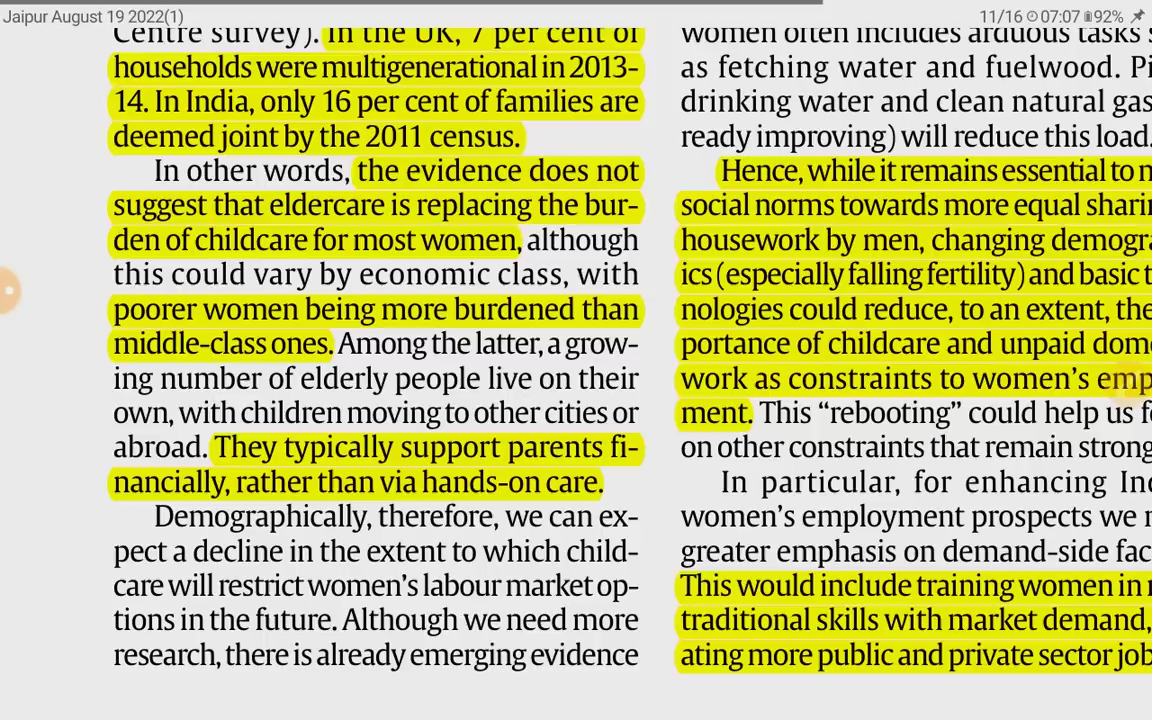 Jaipur August 19 2022(1)
11/16 07:07 92%
Centre survey). In the UK, 7 per cent of
households were multigenerational in 2013-
14. In India, only 16 per cent of families are
deemed joint by the 2011 census.
In other words, the evidence does not
suggest that eldercare is replacing the bur-
den of childcare for most women, although
this could vary by economic class, with
poorer women being more burdened than
middle-class ones. Among the latter, a grow-
ing number of elderly people live on their
own, with children moving to other cities or
abroad. They typically support parents fi-
nancially, rather than via hands-on care.
Demographically, therefore, we can ex-
pect a decline in the extent to which child-
care will restrict women's labour market op-
tions in the future. Although we need more
research, there is already emerging evidence
women often includes arduous tasks
as fetching water and fuelwood.
drinking water and clean natural gas
ready improving) will reduce this load.
Hence, while it remains essential to
social norms towards more equal
housework by men, changing
ics (especially falling fertility) and basic
nologies could reduce, to an extent, the
portance of childcare and unpaid
work as constraints to women's
ment. This "rebooting" could help us
on other constraints that remain strong
In particular, for enhancing
women's employment prospects we
greater emphasis on demand-side
This would include training women in
traditional skills with market demand,
ating more public and private sector